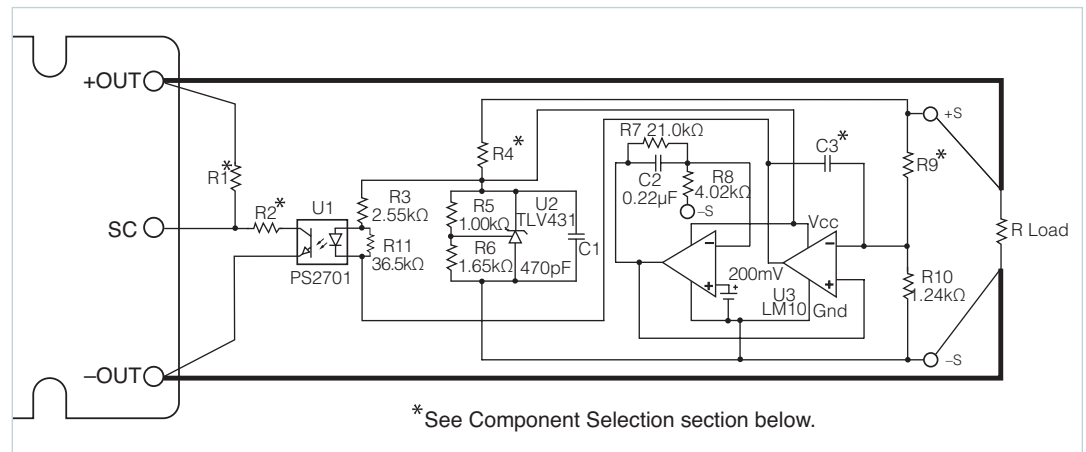 +OUT
R1*
SC
R2*
U1
PS2701
R3
2.55kΩ
R11
36.5kΩ
−OUT
R4*
R5
1.00kΩ
R6
1.65kΩ
U2
TLV431
470pF
C1
R7 21.0kΩ
C2
0.22µF
R8
4.02kΩ
−S
200mV
Vcc
U3
LM10
Gnd
C3*
R9*
R10
1.24kΩ
+S
−S
R Load
*See Component Selection section below.